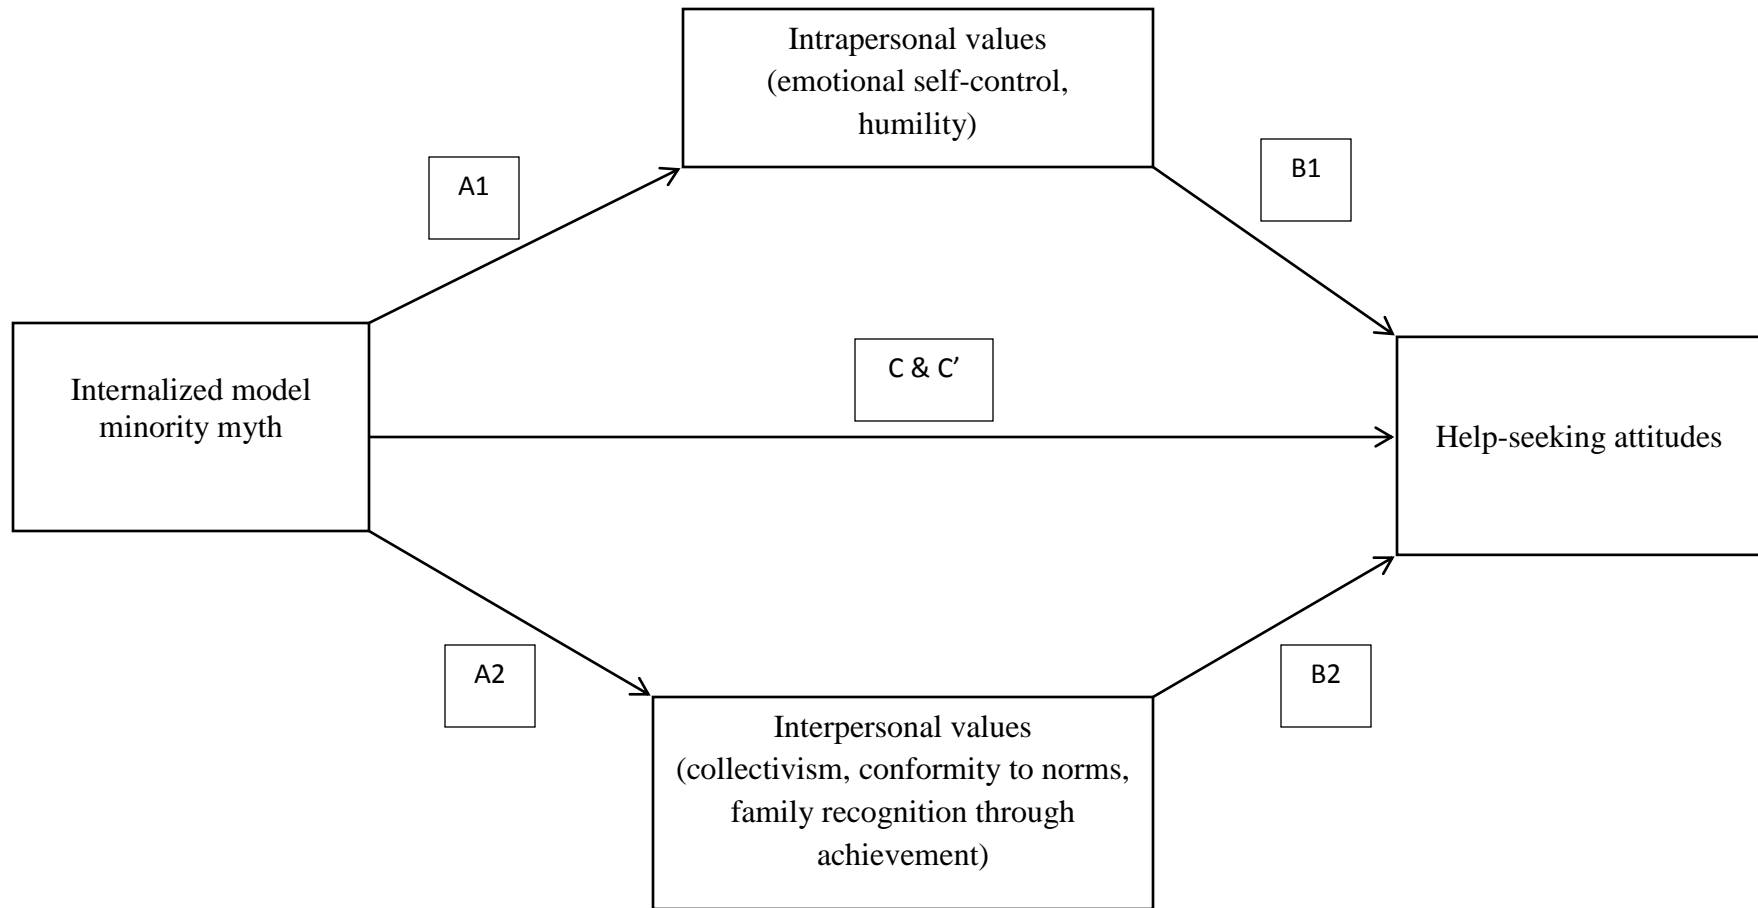 Intrapersonal values
(emotional self-control,
humility)
A1
B1
C & C’
Internalized model
minority myth
Help-seeking attitudes
A2
B2
Interpersonal values
(collectivism, conformity to norms,
family recognition through
achievement)